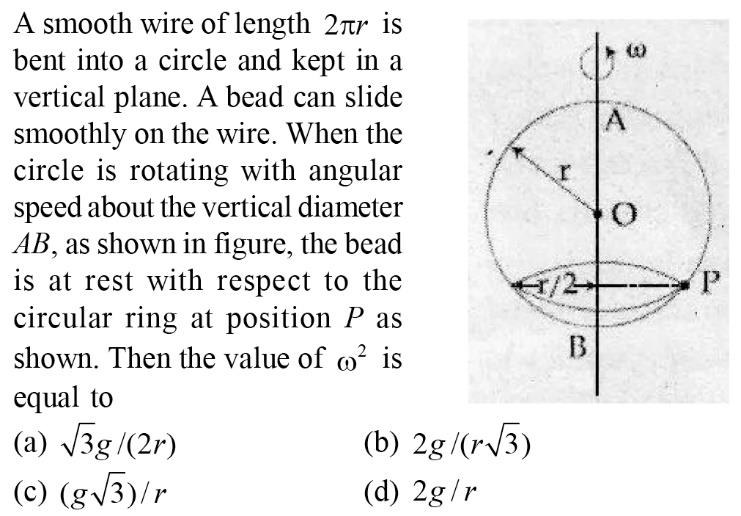 A smooth wire of length 2πr is
bent into a circle and kept in a
vertical plane. A bead can slide
smoothly on the wire. When the
circle is rotating with angular
speed about the vertical diameter
AB, as shown in figure, the bead
is at rest with respect to the
circular ring at position P as
shown. Then the value of ω² is
equal to
(a) √3g/(2r) (b) 2g/(r√3)
(c) (g√3)/r (d) 2g/r
ω
A
r
O
r/2
P
B